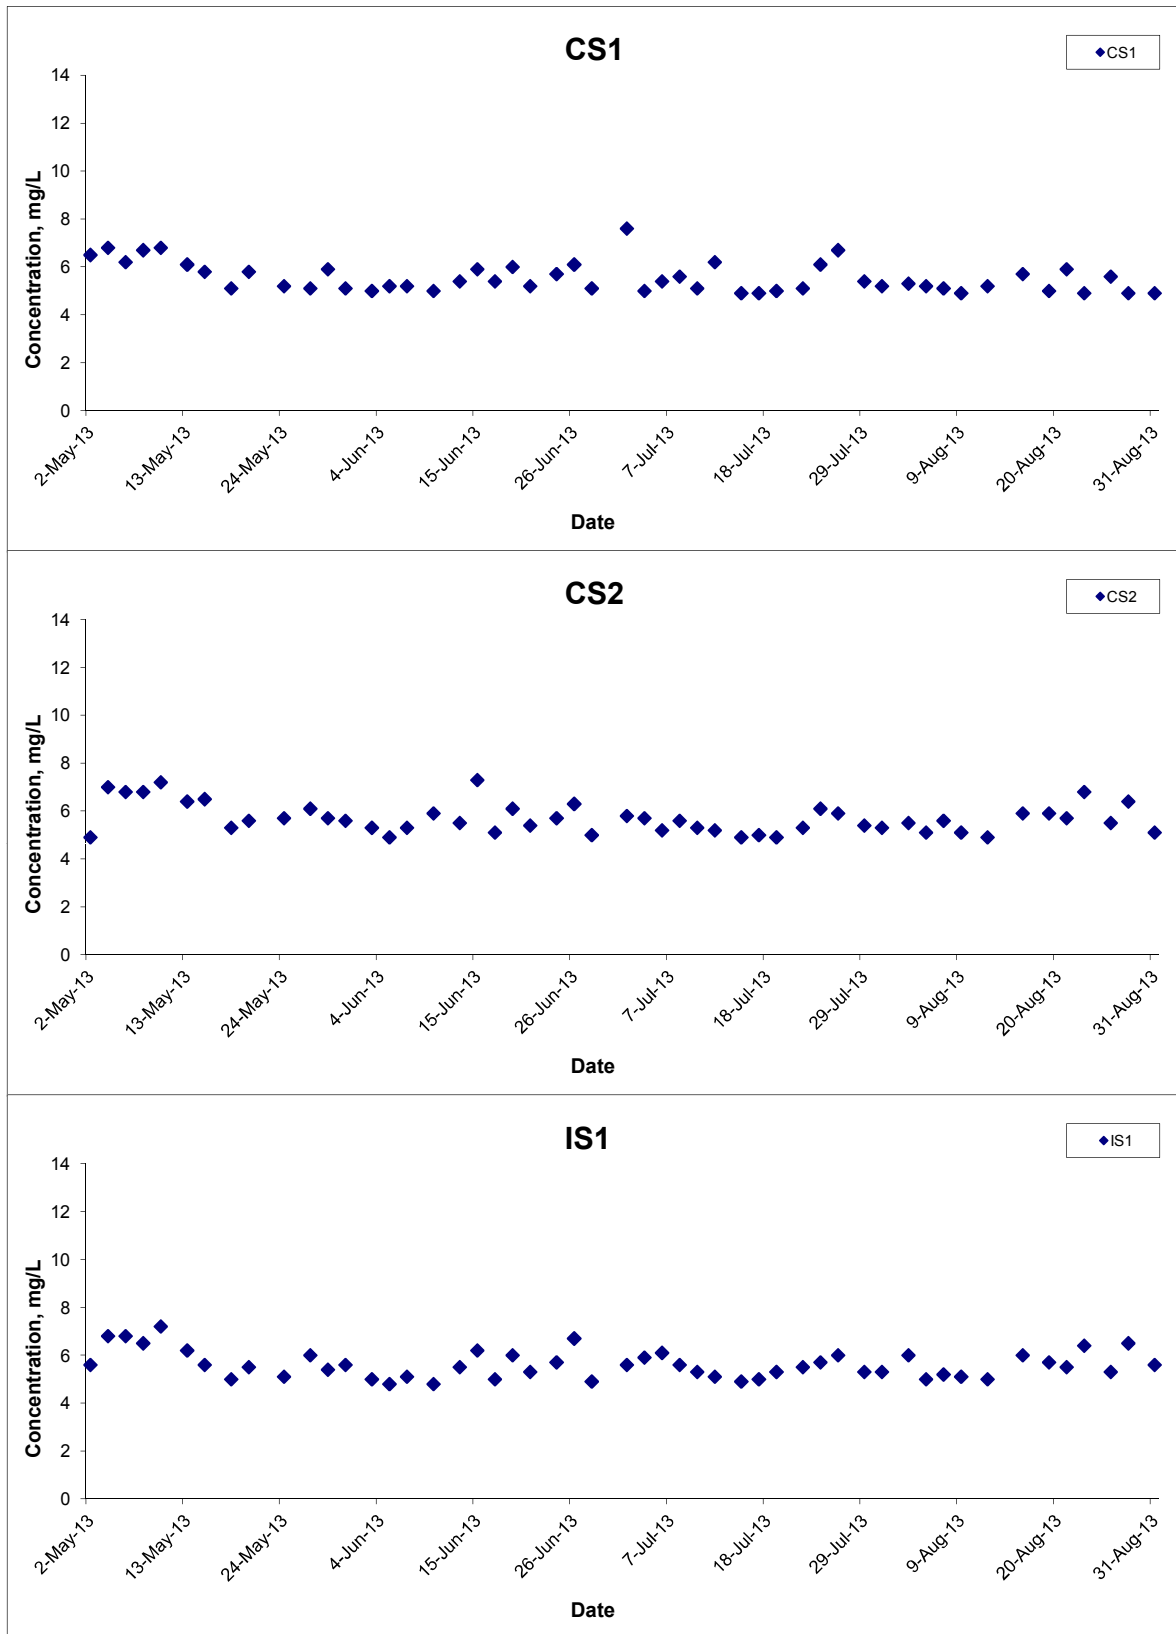 CS1
CS1
14
12
10
8
6
4
2
0
Concentration, mg/L
2-May-13
13-May-13
24-May-13
4-Jun-13
15-Jun-13
26-Jun-13
7-Jul-13
18-Jul-13
29-Jul-13
9-Aug-13
20-Aug-13
31-Aug-13
Date
CS2
CS2
14
12
10
8
6
4
2
0
Concentration, mg/L
2-May-13
13-May-13
24-May-13
4-Jun-13
15-Jun-13
26-Jun-13
7-Jul-13
18-Jul-13
29-Jul-13
9-Aug-13
20-Aug-13
31-Aug-13
Date
IS1
IS1
14
12
10
8
6
4
2
0
Concentration, mg/L
2-May-13
13-May-13
24-May-13
4-Jun-13
15-Jun-13
26-Jun-13
7-Jul-13
18-Jul-13
29-Jul-13
9-Aug-13
20-Aug-13
31-Aug-13
Date